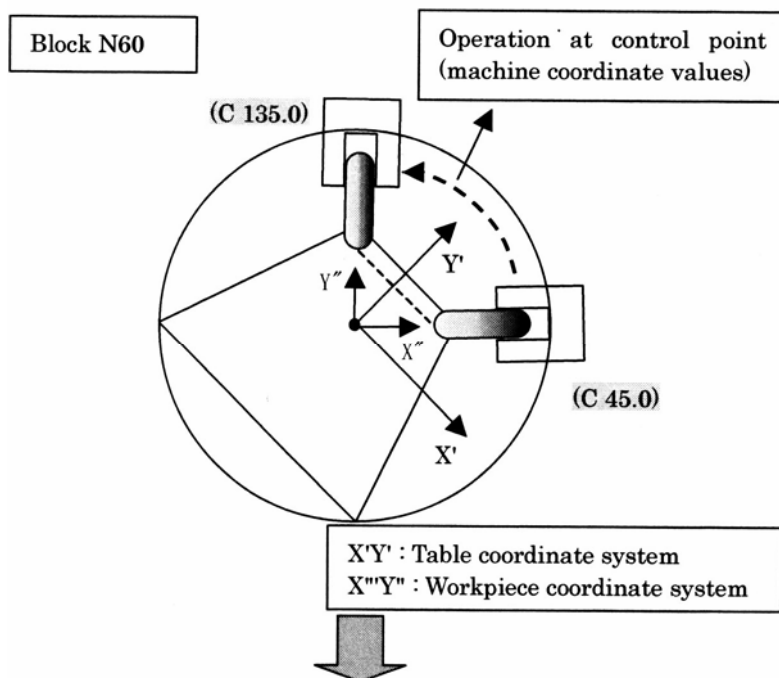 Block N60
Operation at control point
(machine coordinate values)
(C 135.0)
Y'
Y"
X"
(C 45.0)
X'
X'Y' : Table coordinate system
X"'Y" : Workpiece coordinate system